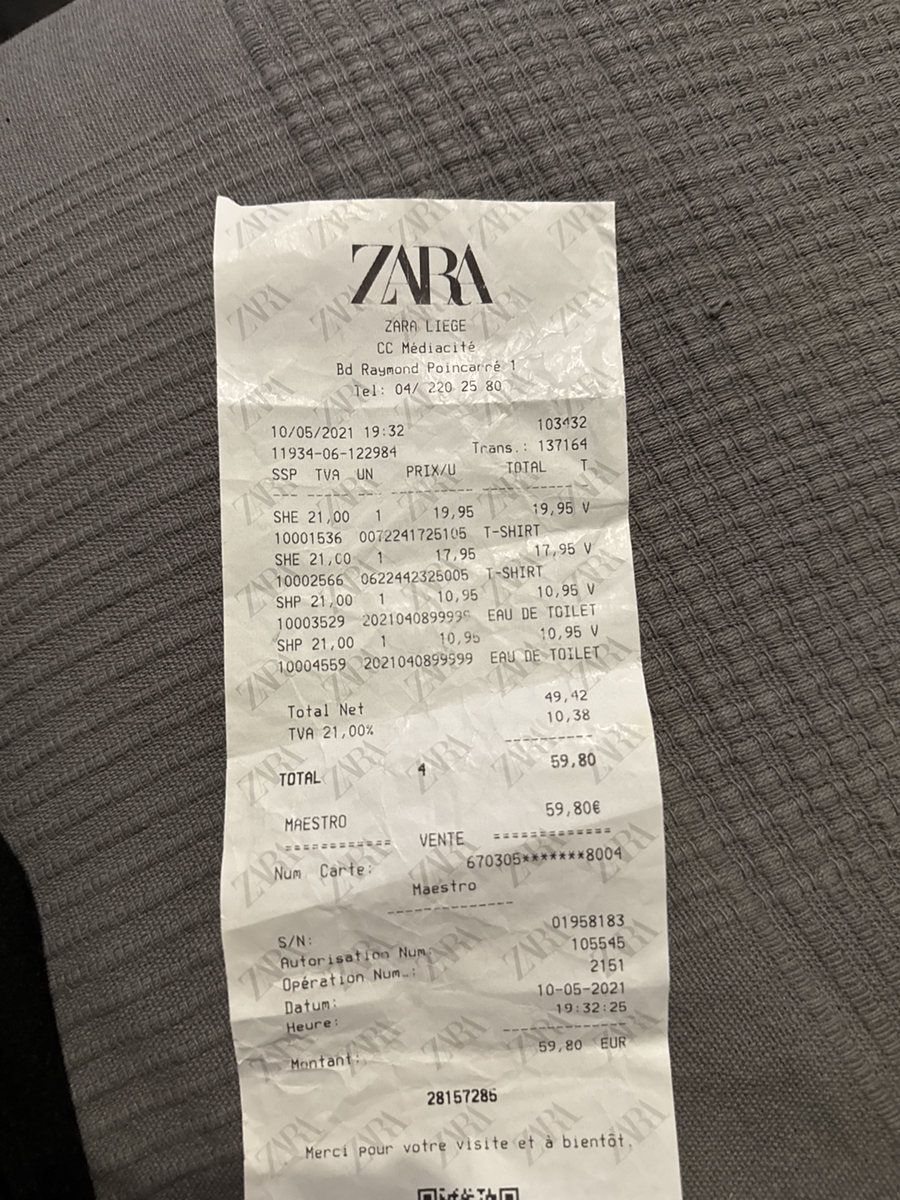 ZARA
ZARA LIEGE
CC Médiacité
Bd Raymond Poincarré 1
Tel: 04/ 220 25 80
10/05/2021 19:32 103432
11934-06-122984 Trans.: 137164
SSP TVA UN PRIX/U TOTAL T
SHE 21,00 1 19,95 19,95 V
10001536 0072241725105 T-SHIRT
SHE 21,00 1 17,95 17,95 V
10002566 0622442325005 T-SHIRT
SHP 21,00 1 10,95 10,95 V
10003529 2021040899999 EAU DE TOILET
SHP 21,00 1 10,95 10,95 V
10004559 2021040899999 EAU DE TOILET
Total Net 49,42
TVA 21,00% 10,38
TOTAL 4 59,80
MAESTRO 59,80€
============ VENTE =============
Num Carte: 670305*******8004
Maestro
S/N: 01958183
Autorisation Num: 105545
Opération Num.: 2151
Datum: 10-05-2021
Heure: 19:32:25
Montant: 59,80 EUR
28157286
Merci pour votre visite et à bientôt.